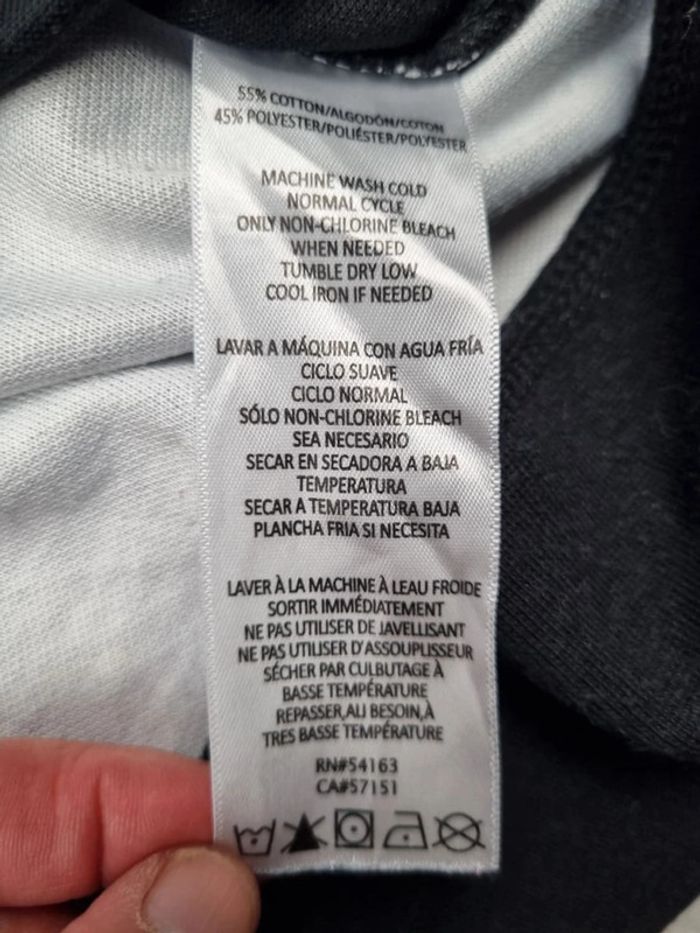 55% COTTON/ALGODÓN/COTON
45% POLYESTER/POLIÉSTER/POLYESTER
MACHINE WASH COLD
NORMAL CYCLE
ONLY NON-CHLORINE BLEACH
WHEN NEEDED
TUMBLE DRY LOW
COOL IRON IF NEEDED
LAVAR A MÁQUINA CON AGUA FRÍA
CICLO SUAVE
CICLO NORMAL
SÓLO NON-CHLORINE BLEACH
SEA NECESARIO
SECAR EN SECADORA A BAJA
TEMPERATURA
SECAR A TEMPERATURA BAJA
PLANCHA FRIA SI NECESITA
LAVER À LA MACHINE À LEAU FROIDE
SORTIR IMMÉDIATEMENT
NE PAS UTILISER DE JAVELLISANT
NE PAS UTILISER D'ASSOUPLISSEUR
SÉCHER PAR CULBUTAGE À
BASSE TEMPÉRATURE
REPASSER,AU BESOIN,À
TRES BASSE TEMPÉRATURE
RN#54163
CA#57151